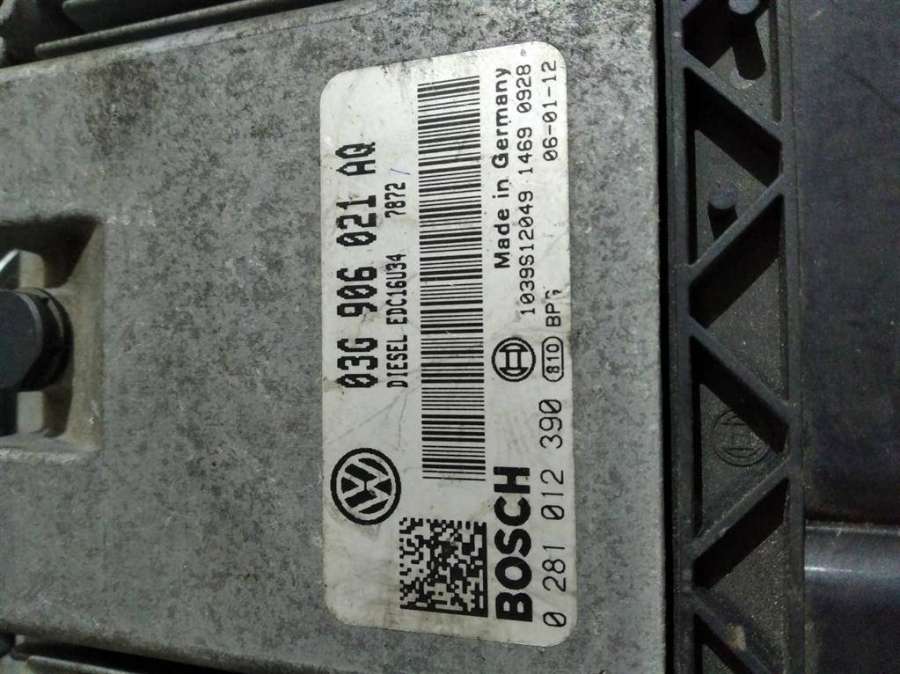 03G 906 021 AQ
DIESEL EDC16U34 7872
Made in Germany
BOSCH
1039S12049 1469 0928
0 281 012 390 810 06-01-12